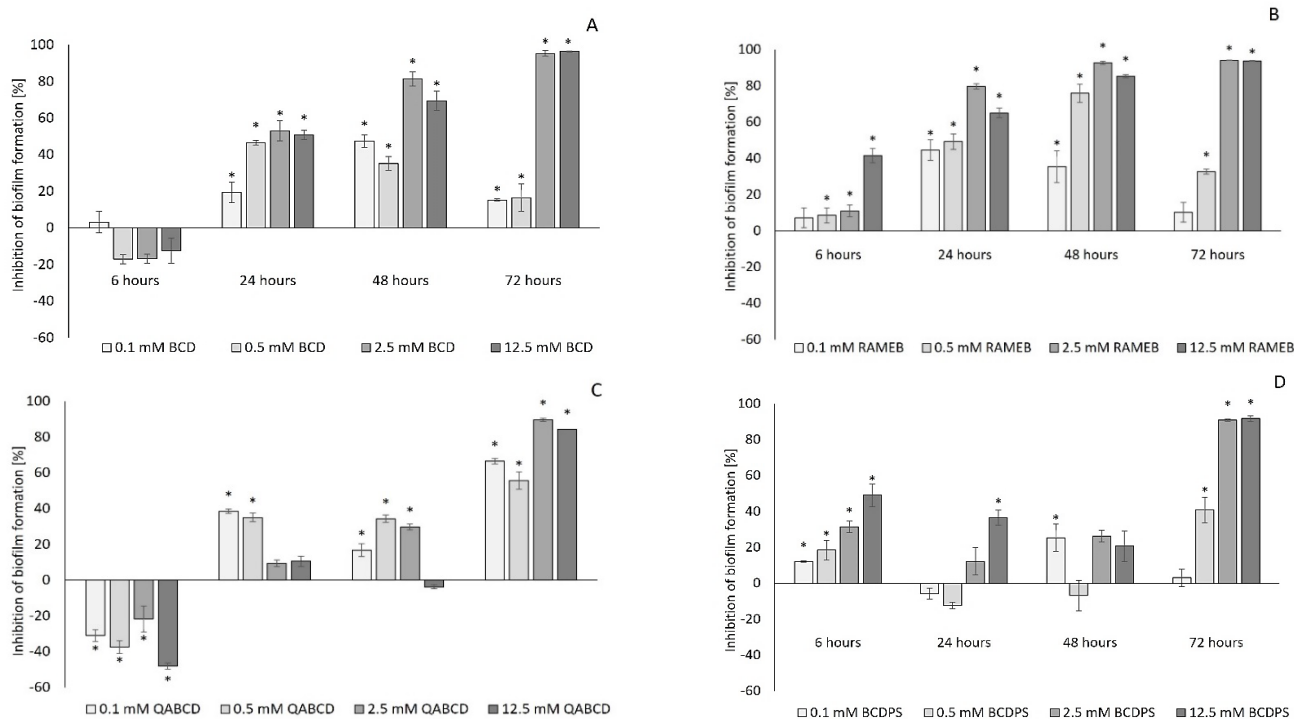 A
Inhibition of biofilm formation [%]
100
80
60
40
20
0
-20
-40
-60
* * * * * * * * * * * *
6 hours 24 hours 48 hours 72 hours
0.1 mM BCD 0.5 mM BCD 2.5 mM BCD 12.5 mM BCD
B
Inhibition of biofilm formation [%]
100
80
60
40
20
0
-20
-40
-60
* * * * * * * * * * * * * *
6 hours 24 hours 48 hours 72 hours
0.1 mM RAMEB 0.5 mM RAMEB 2.5 mM RAMEB 12.5 mM RAMEB
C
Inhibition of biofilm formation [%]
100
80
60
40
20
0
-20
-40
-60
* * * * * * * * * * * * *
0.1 mM QABCD 0.5 mM QABCD 2.5 mM QABCD 12.5 mM QABCD
D
Inhibition of biofilm formation [%]
100
80
60
40
20
0
-20
-40
-60
* * * * * * * * *
6 hours 24 hours 48 hours 72 hours
0.1 mM BCDPS 0.5 mM BCDPS 2.5 mM BCDPS 12.5 mM BCDPS